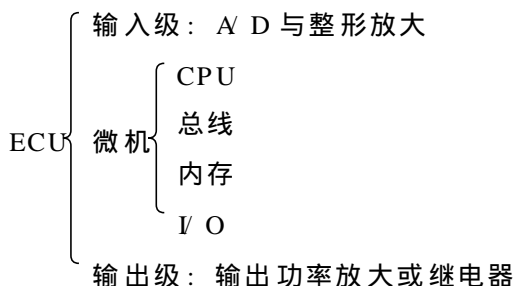 输入级：A/D与整形放大
CPU
总线
ECU 微机
内存
I/O
输出级：输出功率放大或继电器